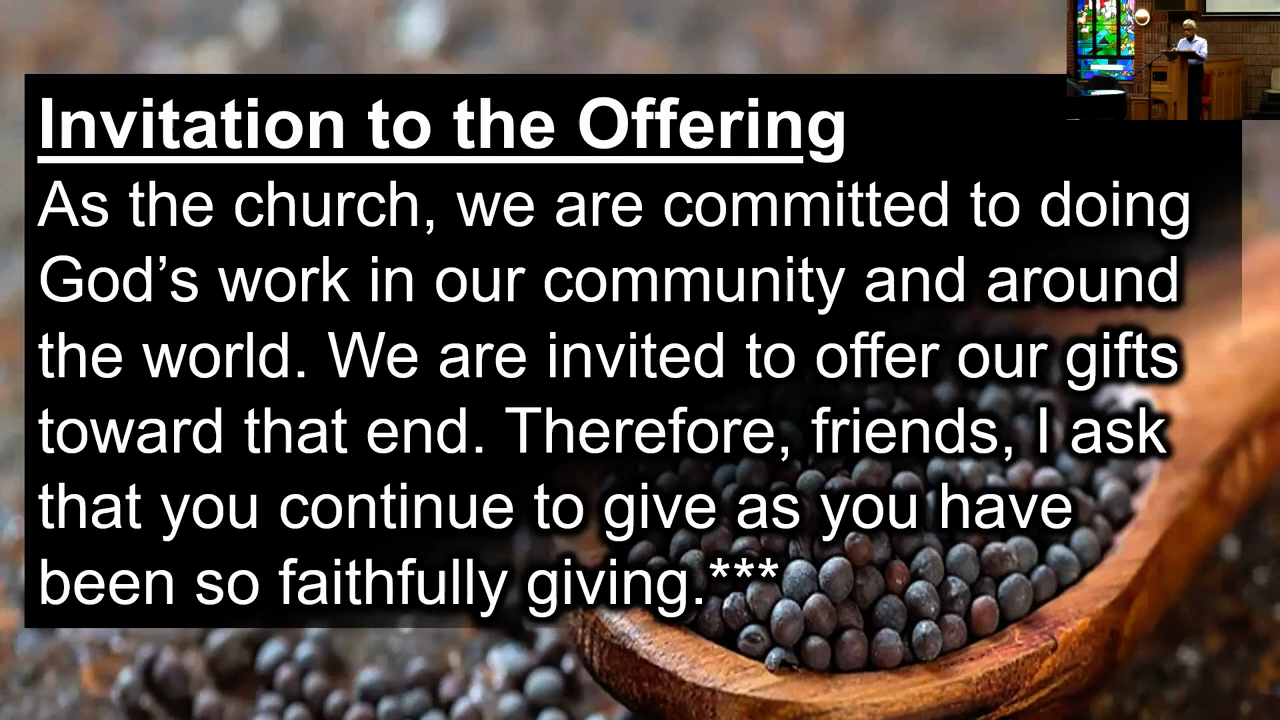 Invitation to the Offering
As the church, we are committed to doing
God’s work in our community and around
the world. We are invited to offer our gifts
toward that end. Therefore, friends, I ask
that you continue to give as you have
been so faithfully giving.***